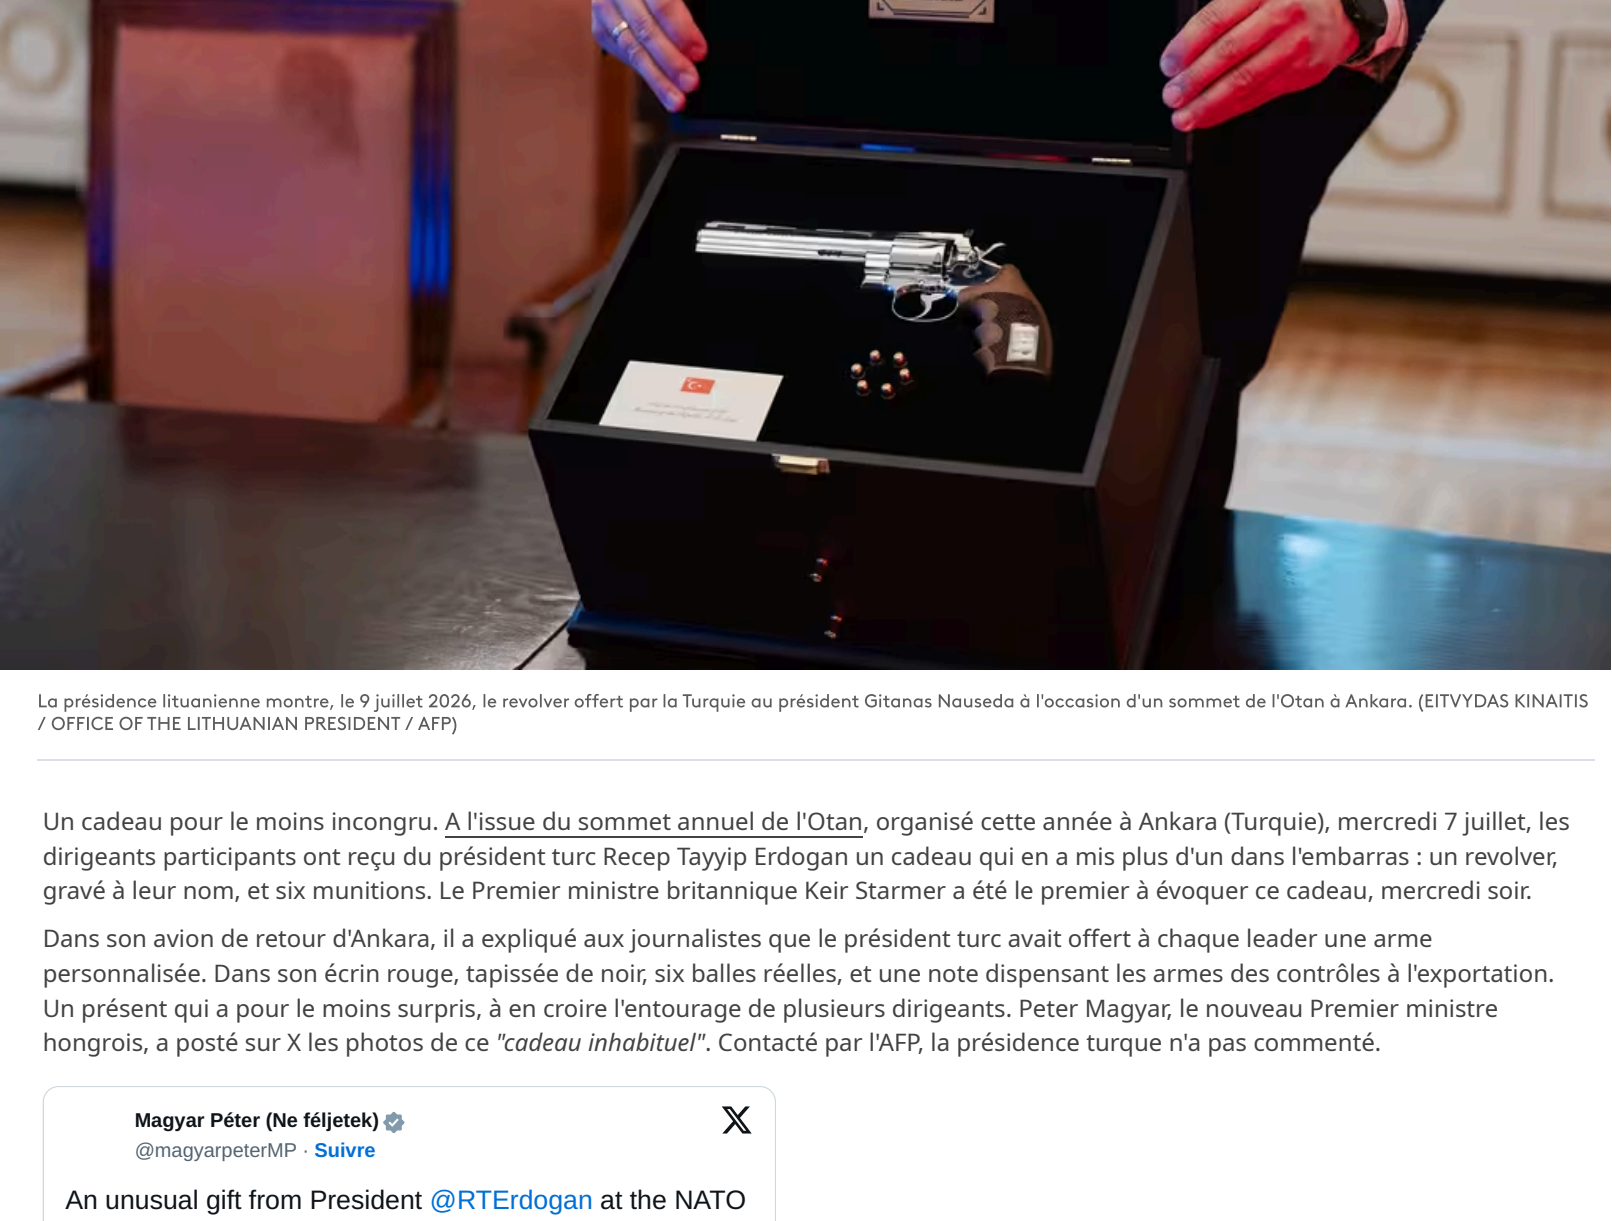 La présidence lituanienne montre, le 9 juillet 2026, le revolver offert par la Turquie au président Gitanas Nauseda à l'occasion d'un sommet de l'Otan à Ankara. (EITVYDAS KINAITIS
/ OFFICE OF THE LITHUANIAN PRESIDENT / AFP)
Un cadeau pour le moins incongru. A l'issue du sommet annuel de l'Otan, organisé cette année à Ankara (Turquie), mercredi 7 juillet, les
dirigeants participants ont reçu du président turc Recep Tayyip Erdogan un cadeau qui en a mis plus d'un dans l'embarras : un revolver,
gravé à leur nom, et six munitions. Le Premier ministre britannique Keir Starmer a été le premier à évoquer ce cadeau, mercredi soir.
Dans son avion de retour d'Ankara, il a expliqué aux journalistes que le président turc avait offert à chaque leader une arme
personnalisée. Dans son écrin rouge, tapissée de noir, six balles réelles, et une note dispensant les armes des contrôles à l'exportation.
Un présent qui a pour le moins surpris, à en croire l'entourage de plusieurs dirigeants. Peter Magyar, le nouveau Premier ministre
hongrois, a posté sur X les photos de ce "cadeau inhabituel". Contacté par l'AFP, la présidence turque n'a pas commenté.
Magyar Péter (Ne féljetek)
@magyarpeterMP · Suivre
An unusual gift from President @RTErdogan at the NATO